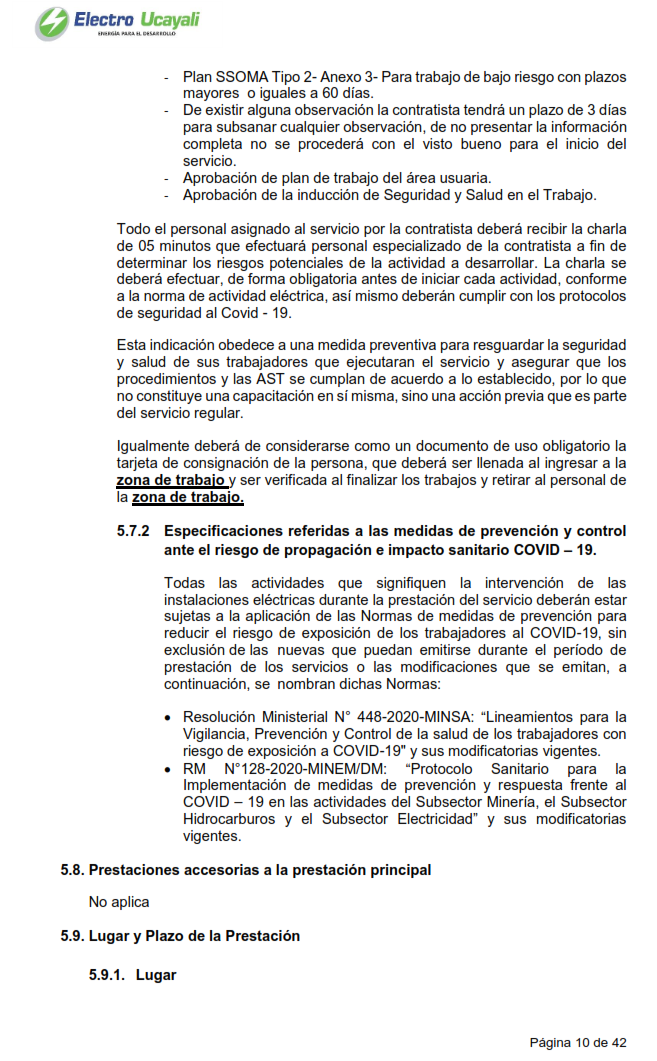 Electro Ucayali
ENERGÍA PARA EL DESARROLLO
- Plan SSOMA Tipo 2- Anexo 3- Para trabajo de bajo riesgo con plazos
mayores o iguales a 60 días.
- De existir alguna observación la contratista tendrá un plazo de 3 días
para subsanar cualquier observación, de no presentar la información
completa no se procederá con el visto bueno para el inicio del
servicio.
- Aprobación de plan de trabajo del área usuaria.
- Aprobación de la inducción de Seguridad y Salud en el Trabajo.
Todo el personal asignado al servicio por la contratista deberá recibir la charla
de 05 minutos que efectuará personal especializado de la contratista a fin de
determinar los riesgos potenciales de la actividad a desarrollar. La charla se
deberá efectuar, de forma obligatoria antes de iniciar cada actividad, conforme
a la norma de actividad eléctrica, así mismo deberán cumplir con los protocolos
de seguridad al Covid - 19.
Esta indicación obedece a una medida preventiva para resguardar la seguridad
y salud de sus trabajadores que ejecutaran el servicio y asegurar que los
procedimientos y las AST se cumplan de acuerdo a lo establecido, por lo que
no constituye una capacitación en sí misma, sino una acción previa que es parte
del servicio regular.
Igualmente deberá de considerarse como un documento de uso obligatorio la
tarjeta de consignación de la persona, que deberá ser llenada al ingresar a la
zona de trabajo y ser verificada al finalizar los trabajos y retirar al personal de
la zona de trabajo.
5.7.2 Especificaciones referidas a las medidas de prevención y control
ante el riesgo de propagación e impacto sanitario COVID – 19.
Todas las actividades que signifiquen la intervención de las
instalaciones eléctricas durante la prestación del servicio deberán estar
sujetas a la aplicación de las Normas de medidas de prevención para
reducir el riesgo de exposición de los trabajadores al COVID-19, sin
exclusión de las nuevas que puedan emitirse durante el período de
prestación de los servicios o las modificaciones que se emitan, a
continuación, se nombran dichas Normas:
• Resolución Ministerial N° 448-2020-MINSA: “Lineamientos para la
Vigilancia, Prevención y Control de la salud de los trabajadores con
riesgo de exposición a COVID-19" y sus modificatorias vigentes.
• RM N°128-2020-MINEM/DM: “Protocolo Sanitario para la
Implementación de medidas de prevención y respuesta frente al
COVID – 19 en las actividades del Subsector Minería, el Subsector
Hidrocarburos y el Subsector Electricidad” y sus modificatorias
vigentes.
5.8. Prestaciones accesorias a la prestación principal
No aplica
5.9. Lugar y Plazo de la Prestación
5.9.1. Lugar
Página 10 de 42